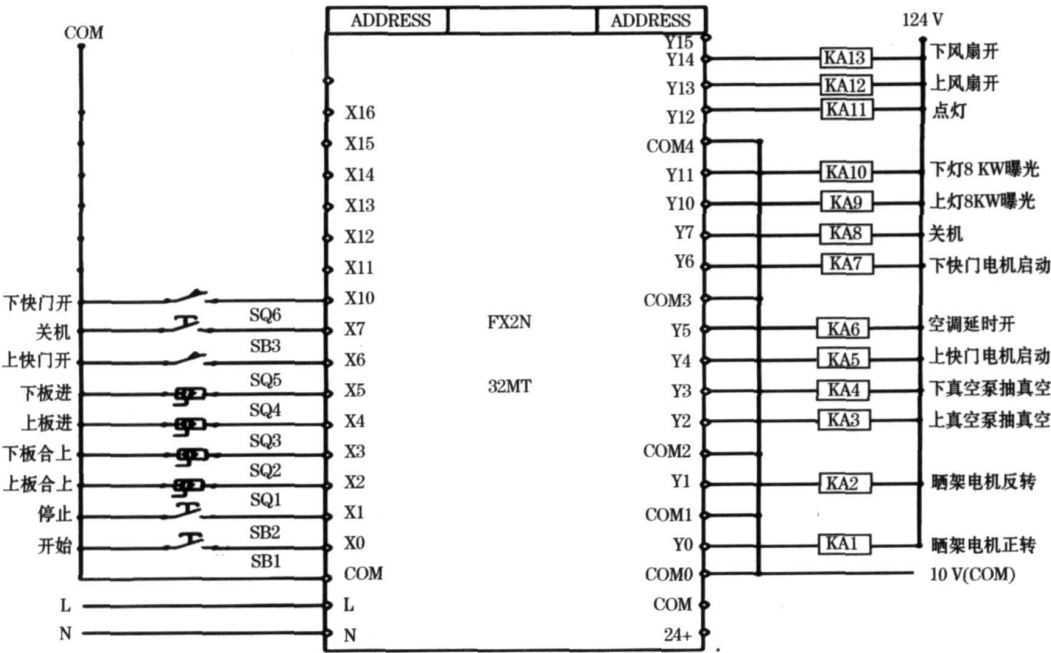 COM
下快门开
关机
上快门开
下板进
上板进
下板合上
上板合上
停止
开始
L
N
SQ6
SB3
SQ5
SQ4
SQ3
SQ2
SQ1
SB2
SB1
ADDRESS
ADDRESS
X16
X15
X14
X13
X12
X11
X10
X7
X6
X5
X4
X3
X2
X1
X0
COM
L
N
FX2N
32MT
Y15
Y14
Y13
Y12
COM4
Y11
Y10
Y7
Y6
COM3
Y5
Y4
Y3
Y2
COM2
Y1
COM1
Y0
COM0
COM
24+
124 V
KA13 下风扇开
KA12 上风扇开
KA11 点灯
KA10 下灯8 KW曝光
KA9 上灯8KW曝光
KA8 关机
KA7 下快门电机启动
KA6 空调延时开
KA5 上快门电机启动
KA4 下真空泵抽真空
KA3 上真空泵抽真空
KA2 晒架电机反转
KA1 晒架电机正转
10 V(COM)